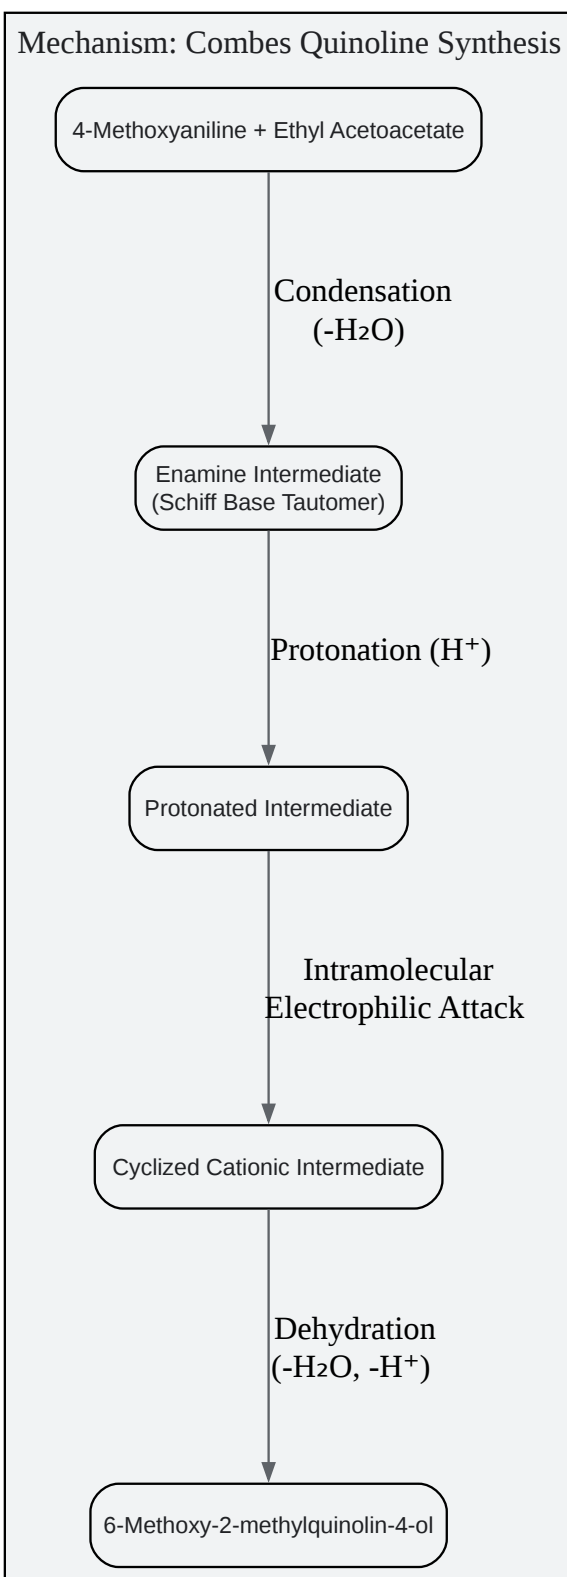 Mechanism: Combes Quinoline Synthesis
4-Methoxyaniline + Ethyl Acetoacetate
Condensation
(-H₂O)
Enamine Intermediate
(Schiff Base Tautomer)
Protonation (H⁺)
Protonated Intermediate
Intramolecular
Electrophilic Attack
Cyclized Cationic Intermediate
Dehydration
(-H₂O, -H⁺)
6-Methoxy-2-methylquinolin-4-ol